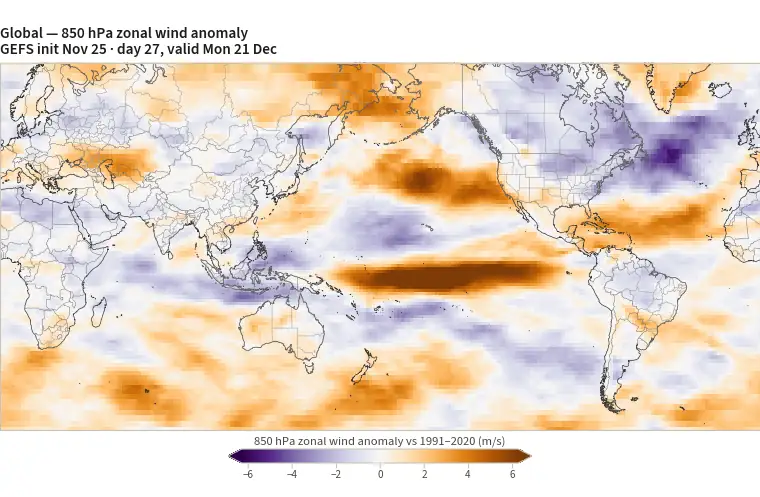 Global — 850 hPa zonal wind anomaly
GEFS init Nov 25 · day 27, valid Mon 21 Dec
850 hPa zonal wind anomaly vs 1991–2020 (m/s)
−6 −4 −2 0 2 4 6